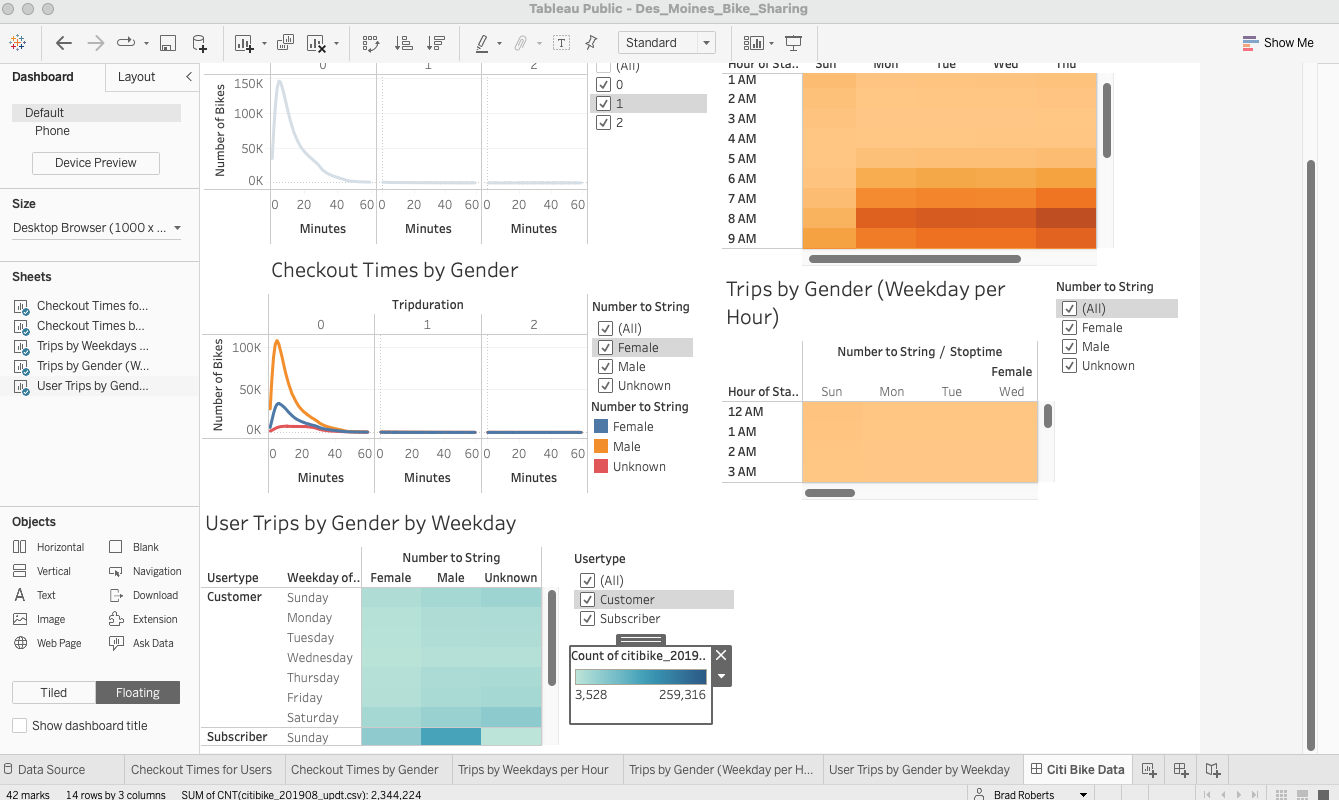 Tableau Public - Des_Moines_Bike_Sharing
Standard
Show Me
Dashboard
Layout
Default
Phone
Device Preview
Size
Desktop Browser (1000 x ...
Sheets
Checkout Times fo...
Checkout Times b...
Trips by Weekdays ...
Trips by Gender (W...
User Trips by Gend...
Objects
Horizontal
Blank
Vertical
Navigation
A
Text
Download
Image
Extension
Web Page
Ask Data
Tiled
Floating
Show dashboard title
0 1 2
Number of Bikes
150K
100K
50K
0K
0 20 40 60 0 20 40 60 0 20 40 60
Minutes Minutes Minutes
(All)
0
1
2
Hour of Sta.. Sun Mon Tue Wed Thu
1 AM
2 AM
3 AM
4 AM
5 AM
6 AM
7 AM
8 AM
9 AM
Checkout Times by Gender
Tripduration
0 1 2
Number of Bikes
100K
50K
0K
0 20 40 60 0 20 40 60 0 20 40 60
Minutes Minutes Minutes
Number to String
(All)
Female
Male
Unknown
Number to String
Female
Male
Unknown
Trips by Gender (Weekday per
Hour)
Number to String / Stoptime
Female
Hour of Sta.. Sun Mon Tue Wed
12 AM
1 AM
2 AM
3 AM
Number to String
(All)
Female
Male
Unknown
User Trips by Gender by Weekday
Number to String
Usertype Weekday of.. Female Male Unknown
Customer Sunday
Monday
Tuesday
Wednesday
Thursday
Friday
Saturday
Subscriber Sunday
Usertype
(All)
Customer
Subscriber
Count of citibike_2019..
3,528 259,316
Data Source
Checkout Times for Users
Checkout Times by Gender
Trips by Weekdays per Hour
Trips by Gender (Weekday per H...
User Trips by Gender by Weekday
Citi Bike Data
42 marks 14 rows by 3 columns SUM of CNT(citibike_201908_updt.csv): 2,344,224
Brad Roberts